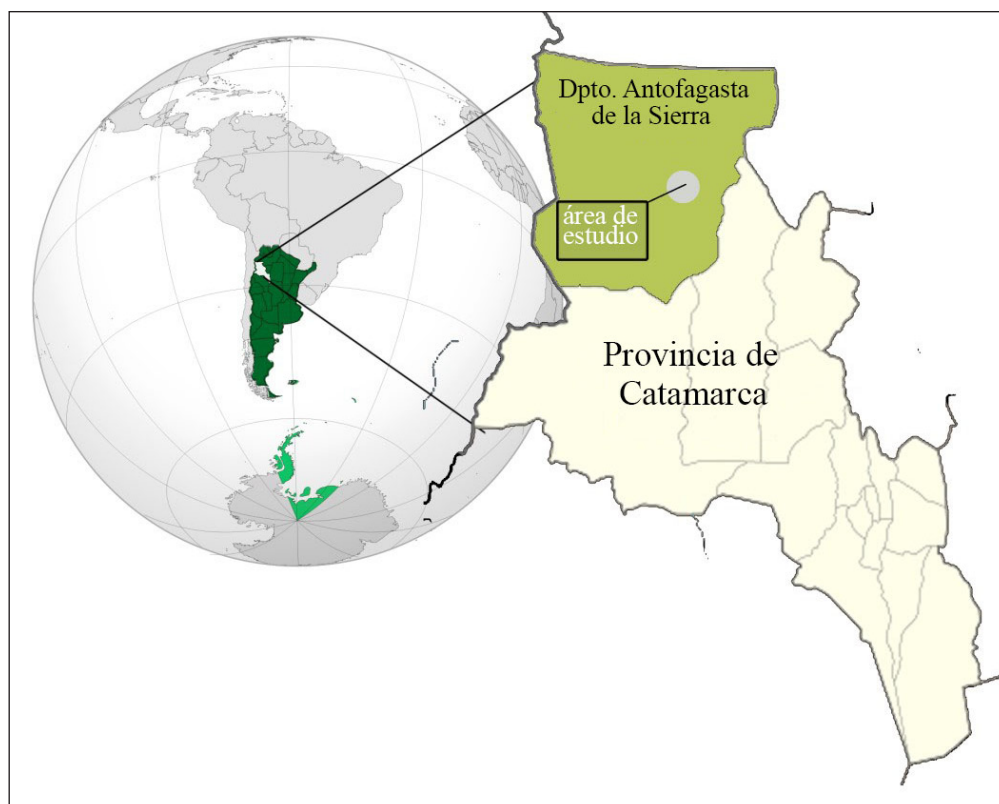 Dpto. Antofagasta
de la Sierra
área de
estudio
Provincia de
Catamarca